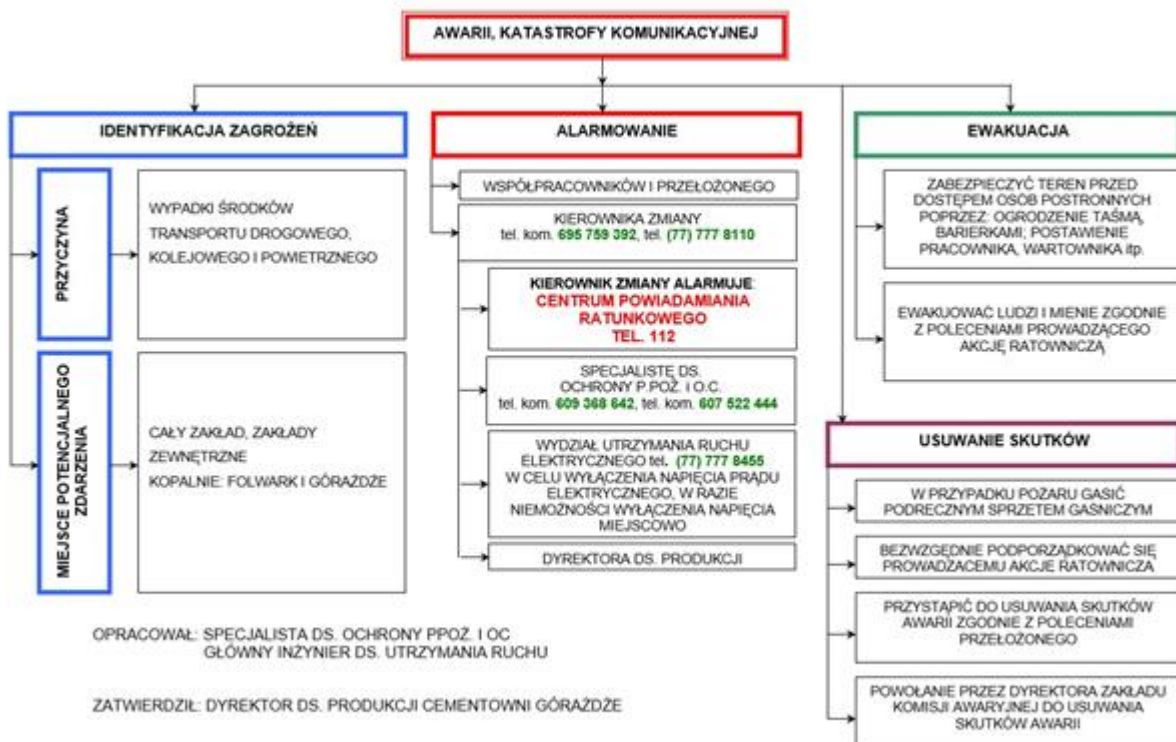 AWARII, KATASTROFY KOMUNIKACYJNEJ
IDENTYFIKACJA ZAGROŻEŃ
PRZYCZYNA
WYPADKI ŚRODKÓW
TRANSPORTU DROGOWEGO,
KOLEJOWEGO I POWIETRZNEGO
MIEJSCE POTENCJALNEGO
ZDARZENIA
CAŁY ZAKŁAD, ZAKŁADY
ZEWNĘTRZNE
KOPALNIE: FOLWARK I GÓRAŻDŻE
ALARMOWANIE
WSPÓŁPRACOWNIKÓW I PRZEŁOŻONEGO
KIEROWNIKA ZMIANY
tel. kom. 695 759 392, tel. (77) 777 8110
KIEROWNIK ZMIANY ALARMUJE:
CENTRUM POWIADAMIANIA
RATUNKOWEGO
TEL. 112
SPECJALISTĘ DS.
OCHRONY P.POŻ. I O.C.
tel. kom. 609 368 642, tel. kom. 607 522 444
WYDZIAŁ UTRZYMANIA RUCHU
ELEKTRYCZNEGO tel. (77) 777 8455
W CELU WYŁĄCZENIA NAPIĘCIA PRĄDU
ELEKTRYCZNEGO, W RAZIE
NIEMOŻNOŚCI WYŁĄCZENIA NAPIĘCIA
MIEJSCOWO
DYREKTORA DS. PRODUKCJI
EWAKUACJA
ZABEZPIECZYĆ TEREN PRZED
DOSTĘPEM OSÓB POSTRONNYCH
POPRZEZ: OGRODZENIE TAŚMĄ,
BARIERKAMI; POSTAWIENIE
PRACOWNIKA, WARTOWNIKA itp.
EWAKUOWAĆ LUDZI I MIENIE ZGODNIE
Z POLECENIAMI PROWADZĄCEGO
AKCJĘ RATOWNICZĄ
USUWANIE SKUTKÓW
W PRZYPADKU POŻARU GASIĆ
PODRĘCZNYM SPRZĘTEM GAŚNICZYM
BEZWZGĘDNIE PODPORZĄDKOWAĆ SIĘ
PROWADZĄCEMU AKCJĘ RATOWNICZĄ
PRZYSTĄPIĆ DO USUWANIA SKUTKÓW
AWARII ZGODNIE Z POLECENIAMI
PRZEŁOŻONEGO
POWOŁANIE PRZEZ DYREKTORA ZAKŁADU
KOMISJI AWARYJNEJ DO USUWANIA
SKUTKÓW AWARII
OPRACOWAŁ: SPECJALISTA DS. OCHRONY PPOŻ. I OC
GŁÓWNY INŻYNIER DS. UTRZYMANIA RUCHU
ZATWIERDZIŁ: DYREKTOR DS. PRODUKCJI CEMENTOWNI GÓRAŻDŻE